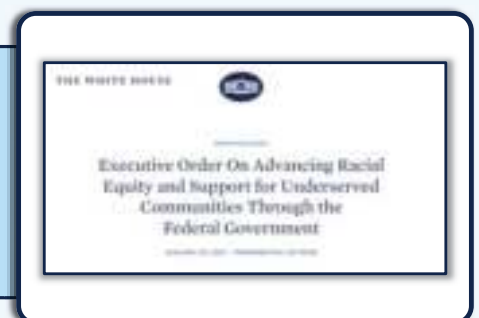 THE WHITE HOUSE
Executive Order On Advancing Racial
Equity and Support for Underserved
Communities Through the
Federal Government